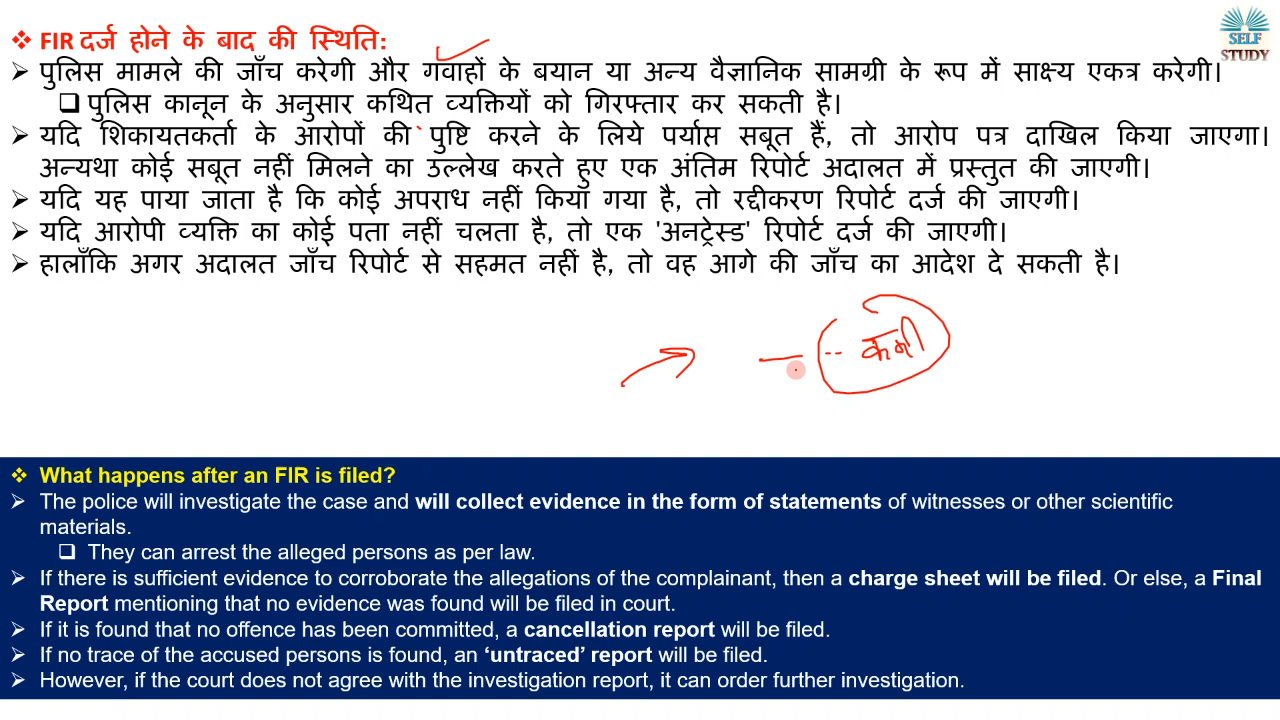 ❖ FIR दर्ज होने के बाद की स्थिति:
SELF
STUDY
➢ पुलिस मामले की जाँच करेगी और गवाहों के बयान या अन्य वैज्ञानिक सामग्री के रूप में साक्ष्य एकत्र करेगी।
❑ पुलिस कानून के अनुसार कथित व्यक्तियों को गिरफ्तार कर सकती है।
➢ यदि शिकायतकर्ता के आरोपों की पुष्टि करने के लिये पर्याप्त सबूत हैं, तो आरोप पत्र दाखिल किया जाएगा।
अन्यथा कोई सबूत नहीं मिलने का उल्लेख करते हुए एक अंतिम रिपोर्ट अदालत में प्रस्तुत की जाएगी।
➢ यदि यह पाया जाता है कि कोई अपराध नहीं किया गया है, तो रद्दीकरण रिपोर्ट दर्ज की जाएगी।
➢ यदि आरोपी व्यक्ति का कोई पता नहीं चलता है, तो एक 'अनट्रेस्ड' रिपोर्ट दर्ज की जाएगी।
➢ हालाँकि अगर अदालत जाँच रिपोर्ट से सहमत नहीं है, तो वह आगे की जाँच का आदेश दे सकती है।
❖ What happens after an FIR is filed?
➢ The police will investigate the case and will collect evidence in the form of statements of witnesses or other scientific
materials.
❑ They can arrest the alleged persons as per law.
➢ If there is sufficient evidence to corroborate the allegations of the complainant, then a charge sheet will be filed. Or else, a Final
Report mentioning that no evidence was found will be filed in court.
➢ If it is found that no offence has been committed, a cancellation report will be filed.
➢ If no trace of the accused persons is found, an ‘untraced’ report will be filed.
➢ However, if the court does not agree with the investigation report, it can order further investigation.